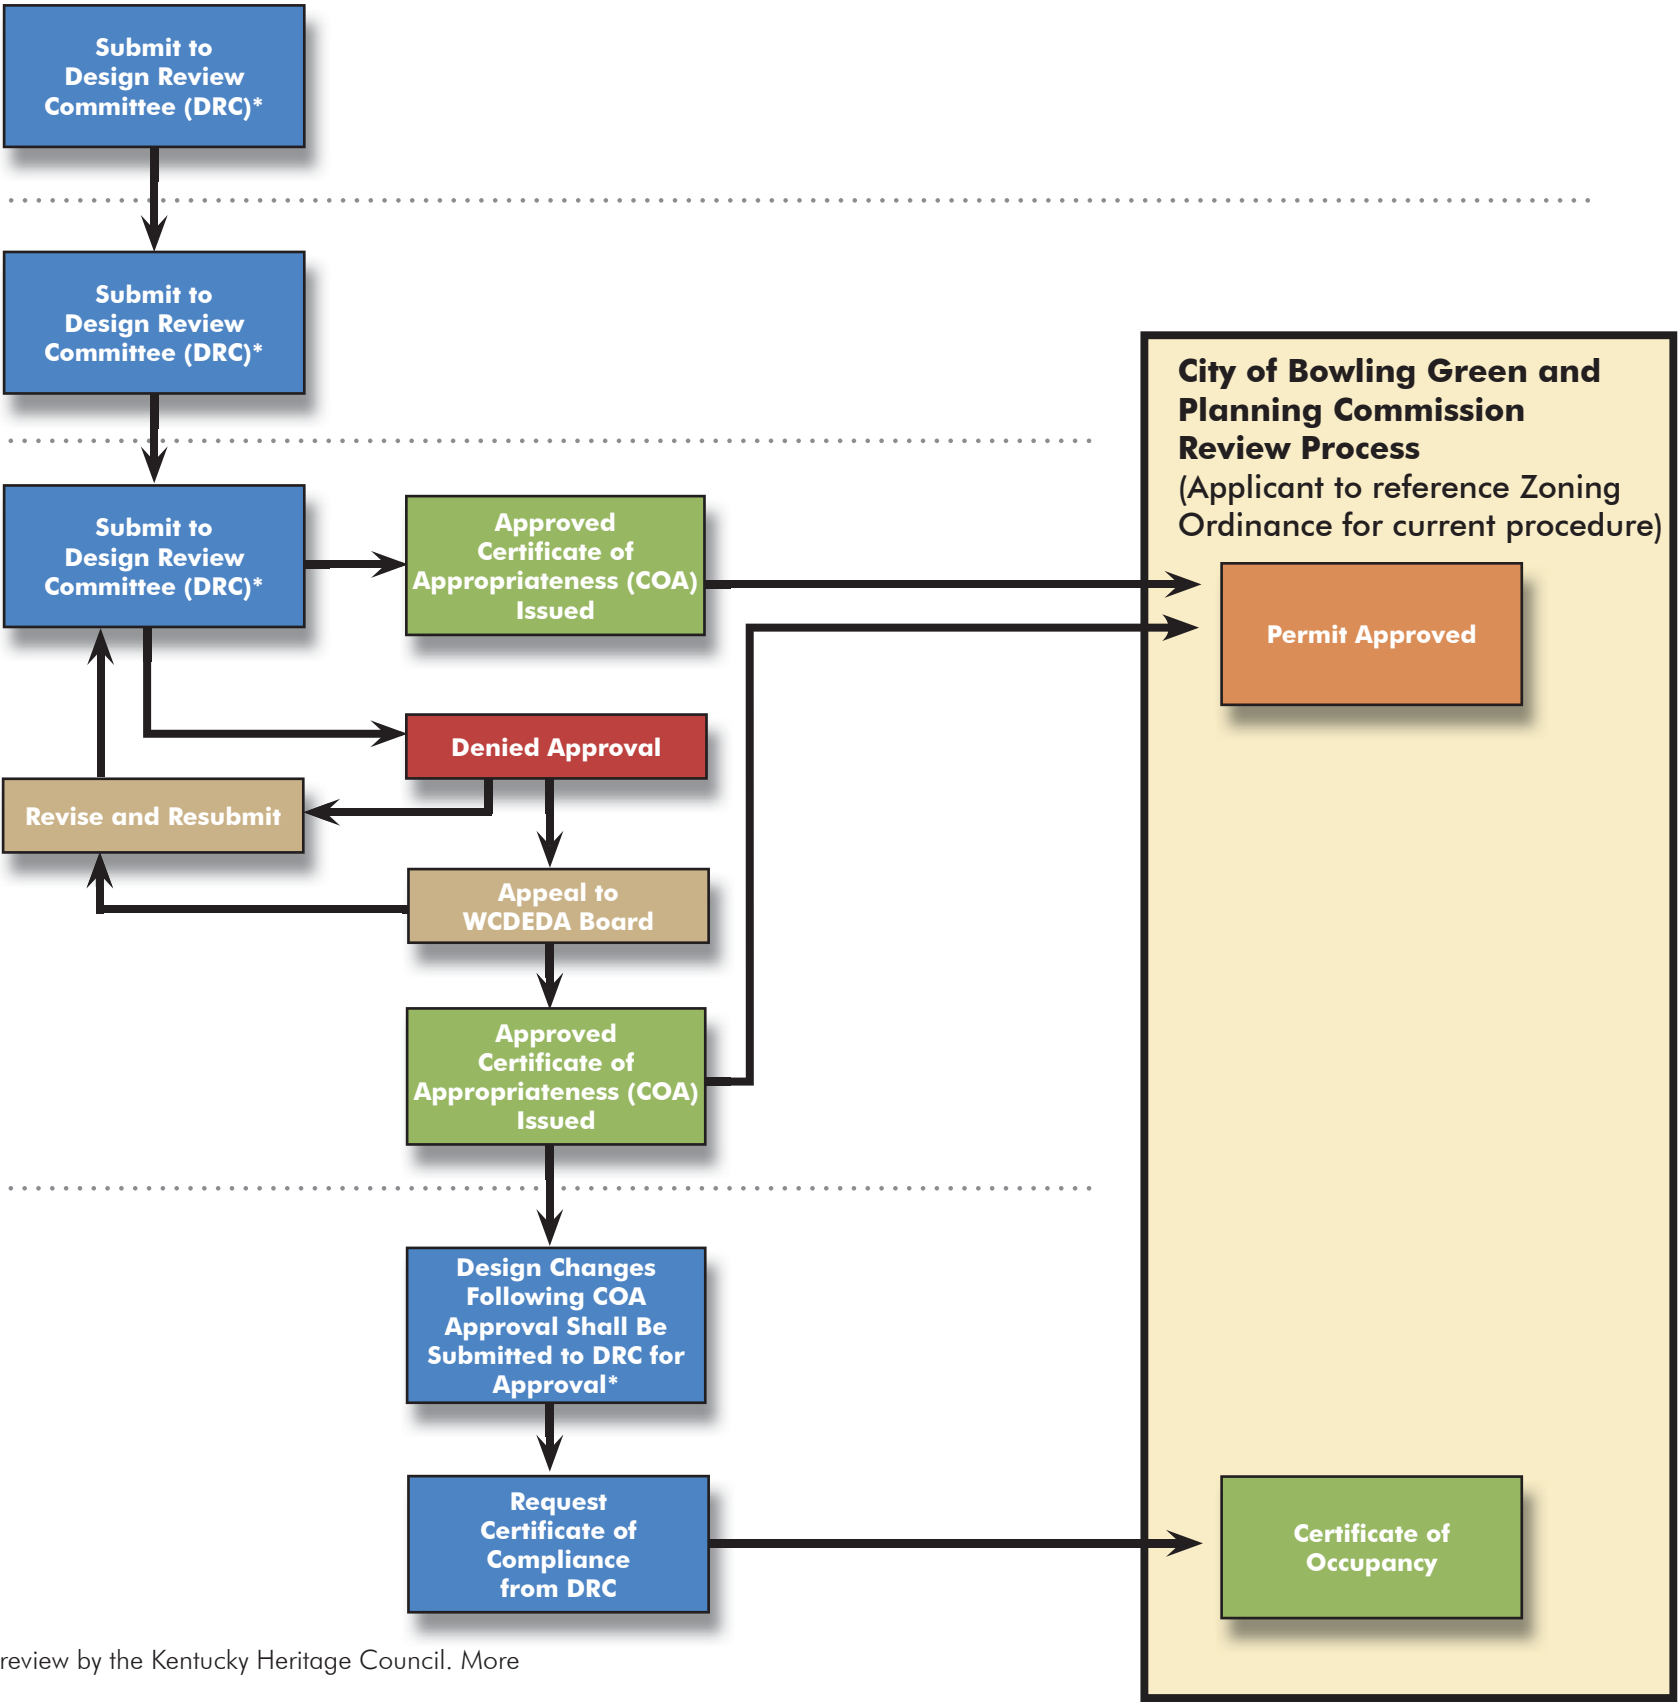 Submit to
Design Review
Committee (DRC)*
Submit to
Design Review
Committee (DRC)*
City of Bowling Green and
Planning Commission
Review Process
(Applicant to reference Zoning
Ordinance for current procedure)
Submit to
Design Review
Committee (DRC)*
Approved
Certificate of
Appropriateness (COA)
Issued
Permit Approved
Denied Approval
Revise and Resubmit
Appeal to
WCDEDA Board
Approved
Certificate of
Appropriateness (COA)
Issued
Design Changes
Following COA
Approval Shall Be
Submitted to DRC for
Approval*
Request
Certificate of
Compliance
from DRC
Certificate of
Occupancy
review by the Kentucky Heritage Council. More